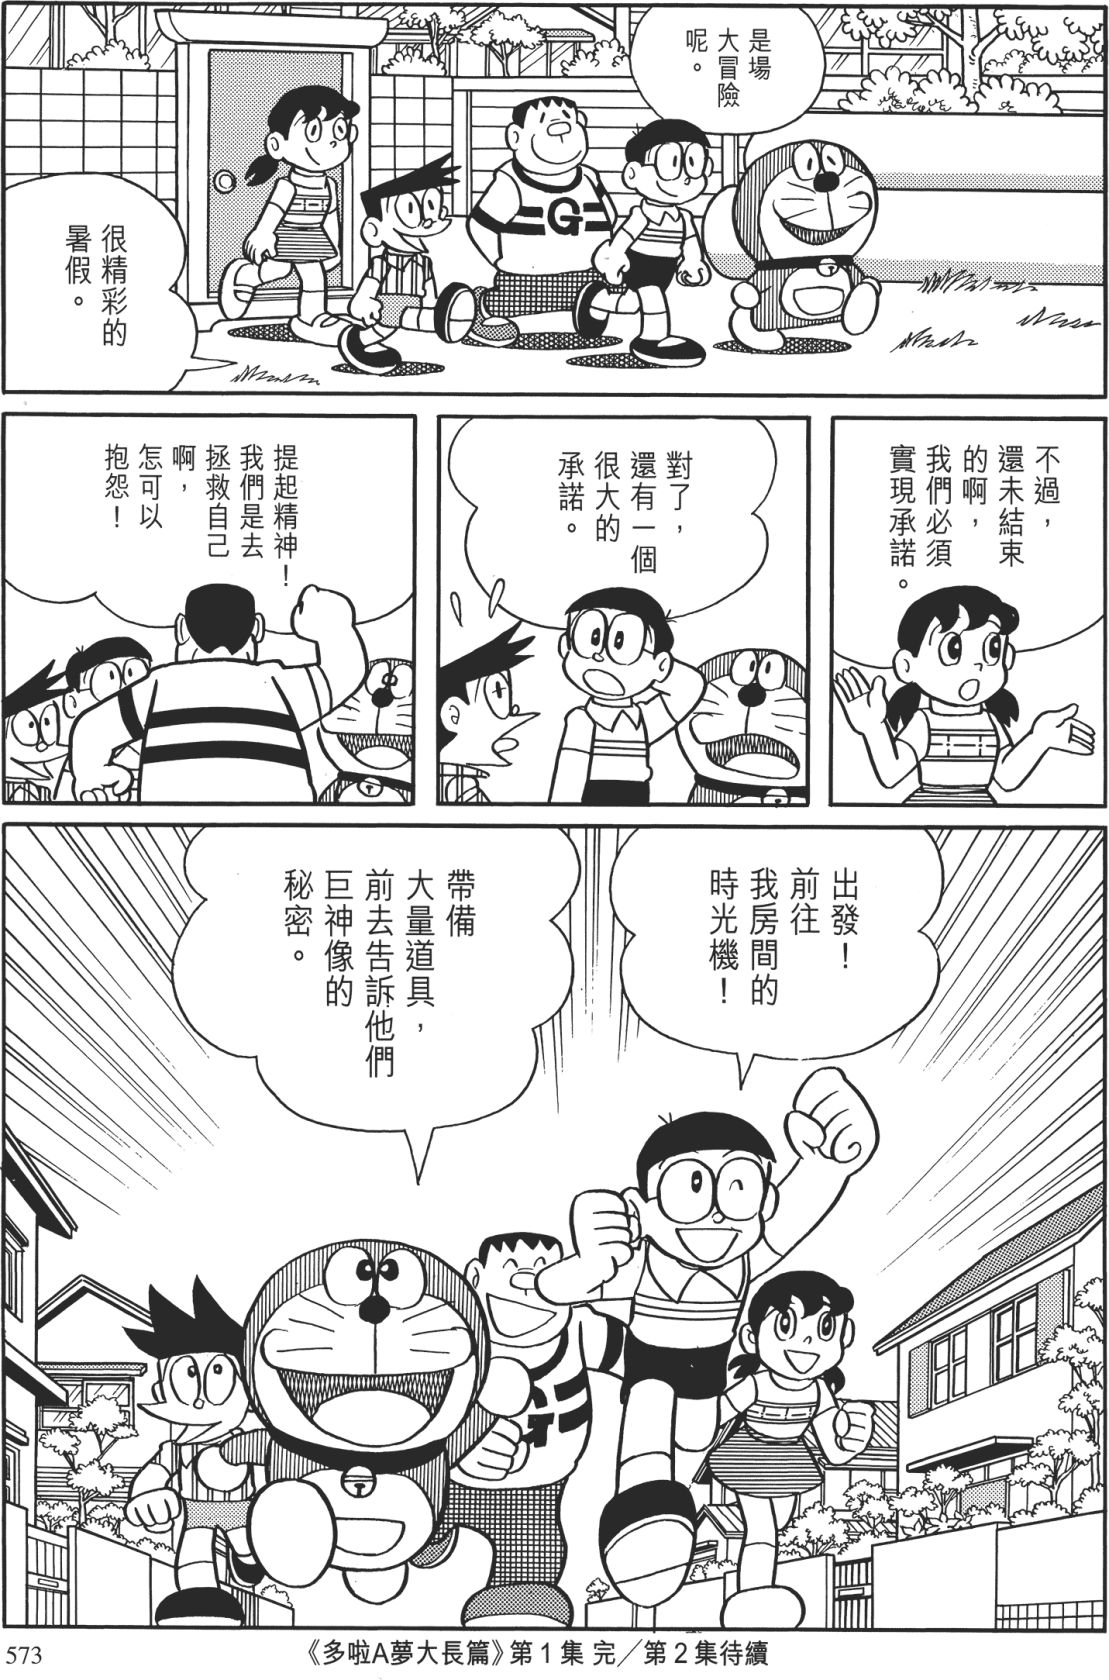 是場
大冒險
呢。
很精彩的
暑假。
不過，
還未結束
的啊，
我們必須
實現承諾。
對了，
還有一個
很大的
承諾。
提起精神！
我們是去
拯救自己
啊，
怎可以
抱怨！
G
出發！
前往
我房間的
時光機！
帶備
大量道具，
前去告訴他們
巨神像的
秘密。
573
《多啦A夢大長篇》第1集 完／第2集待續